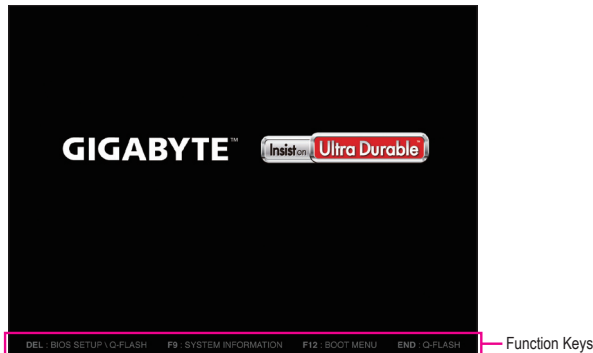 GIGABYTE™
Insist on Ultra Durable™
DEL : BIOS SETUP \ Q-FLASH F9 : SYSTEM INFORMATION F12 : BOOT MENU END : Q-FLASH
Function Keys